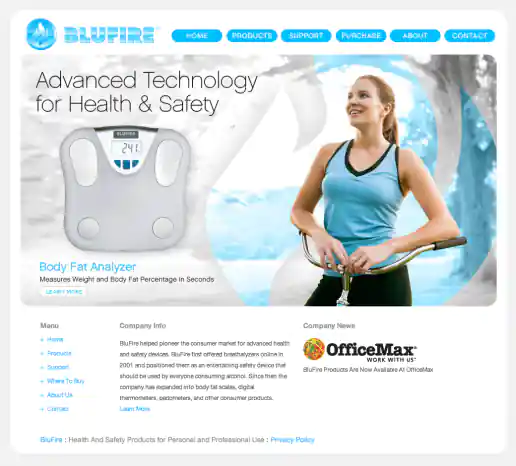 BLUFIRE
HOME PRODUCTS SUPPORT PURCHASE ABOUT CONTACT
Advanced Technology
for Health & Safety
BLUFIRE
241
Body Fat Analyzer
Measures Weight and Body Fat Percentage in Seconds
LEARN MORE
Menu
Home
Products
Support
Where To Buy
About Us
Contact
Company Info
BluFire helped pioneer the consumer market for advanced health
and safety devices. BluFire first offered breathalyzers online in
2001 and positioned them as an entertaining safety device that
should be used by everyone consuming alcohol. Since then the
company has expanded into body fat scales, digital
thermometers, pedometers, and other consumer products.
Learn More
Company News
OfficeMax®
WORK WITH US™
BluFire Products Are Now Available At OfficeMax
BluFire : Health And Safety Products for Personal and Professional Use : Privacy Policy